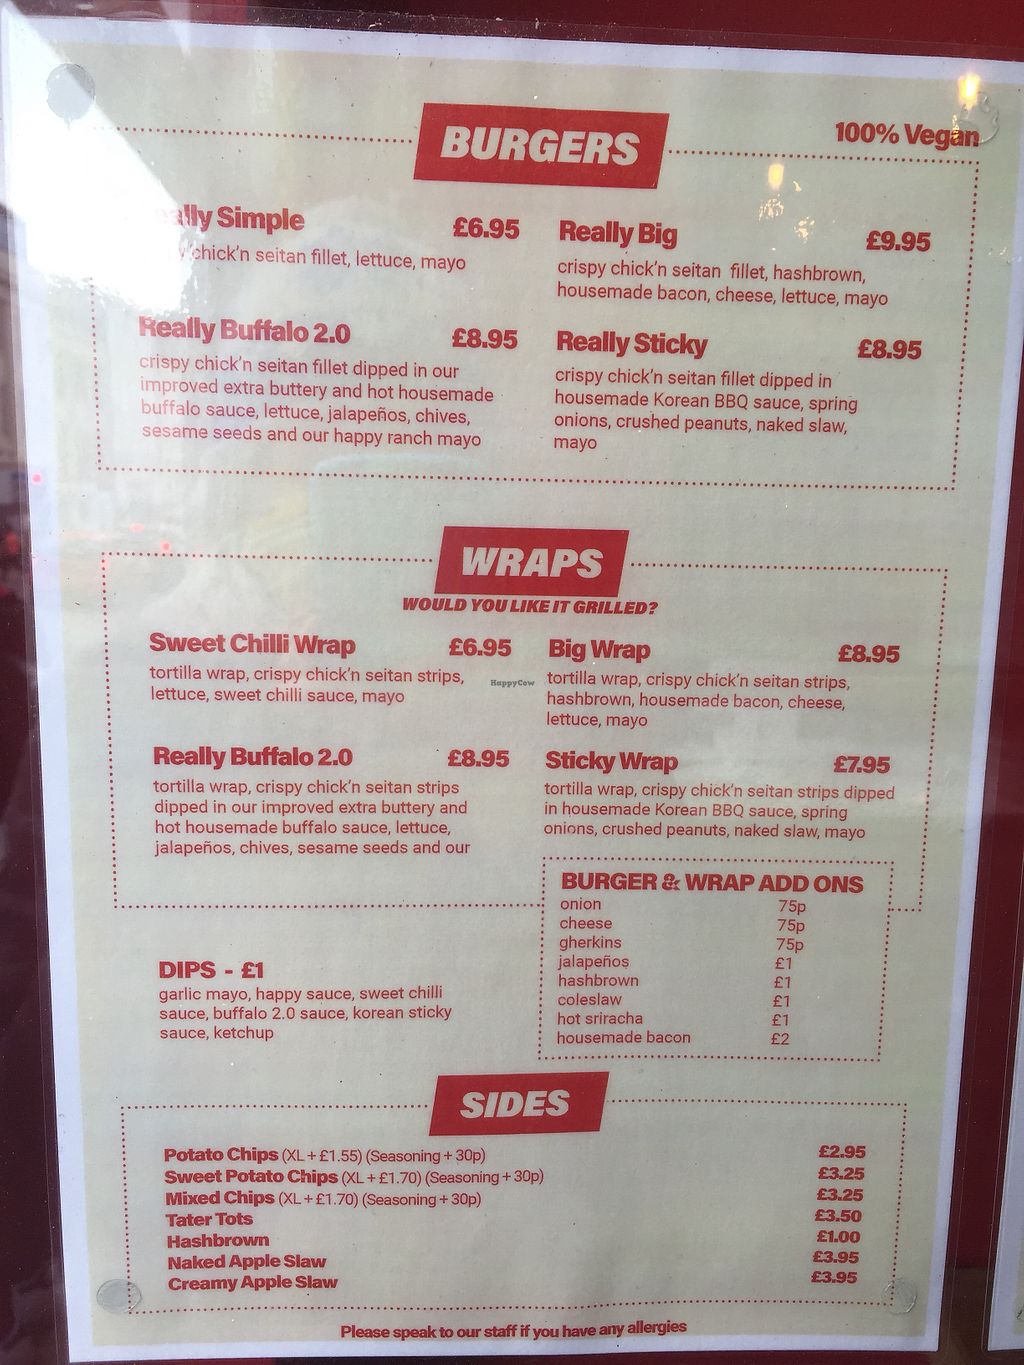 BURGERS
100% Vegan
Simple £6.95
chick'n seitan fillet, lettuce, mayo
Really Big £9.95
crispy chick'n seitan fillet, hashbrown,
housemade bacon, cheese, lettuce, mayo
Really Buffalo 2.0 £8.95
crispy chick'n seitan fillet dipped in our
improved extra buttery and hot housemade
buffalo sauce, lettuce, jalapeños, chives,
sesame seeds and our happy ranch mayo
Really Sticky £8.95
crispy chick'n seitan fillet dipped in
housemade Korean BBQ sauce, spring
onions, crushed peanuts, naked slaw,
mayo
WRAPS
WOULD YOU LIKE IT GRILLED?
Sweet Chilli Wrap £6.95
tortilla wrap, crispy chick'n seitan strips,
lettuce, sweet chilli sauce, mayo
Big Wrap £8.95
tortilla wrap, crispy chick'n seitan strips,
hashbrown, housemade bacon, cheese,
lettuce, mayo
HappyCow
Really Buffalo 2.0 £8.95
tortilla wrap, crispy chick'n seitan strips
dipped in our improved extra buttery and
hot housemade buffalo sauce, lettuce,
jalapeños, chives, sesame seeds and our
Sticky Wrap £7.95
tortilla wrap, crispy chick'n seitan strips dipped
in housemade Korean BBQ sauce, spring
onions, crushed peanuts, naked slaw, mayo
BURGER & WRAP ADD ONS
onion 75p
cheese 75p
gherkins 75p
jalapeños £1
hashbrown £1
coleslaw £1
hot sriracha £1
housemade bacon £2
DIPS - £1
garlic mayo, happy sauce, sweet chilli
sauce, buffalo 2.0 sauce, korean sticky
sauce, ketchup
SIDES
Potato Chips (XL + £1.55) (Seasoning + 30p) £2.95
Sweet Potato Chips (XL + £1.70) (Seasoning + 30p) £3.25
Mixed Chips (XL + £1.70) (Seasoning + 30p) £3.25
Tater Tots £3.50
Hashbrown £1.00
Naked Apple Slaw £3.95
Creamy Apple Slaw £3.95
Please speak to our staff if you have any allergies